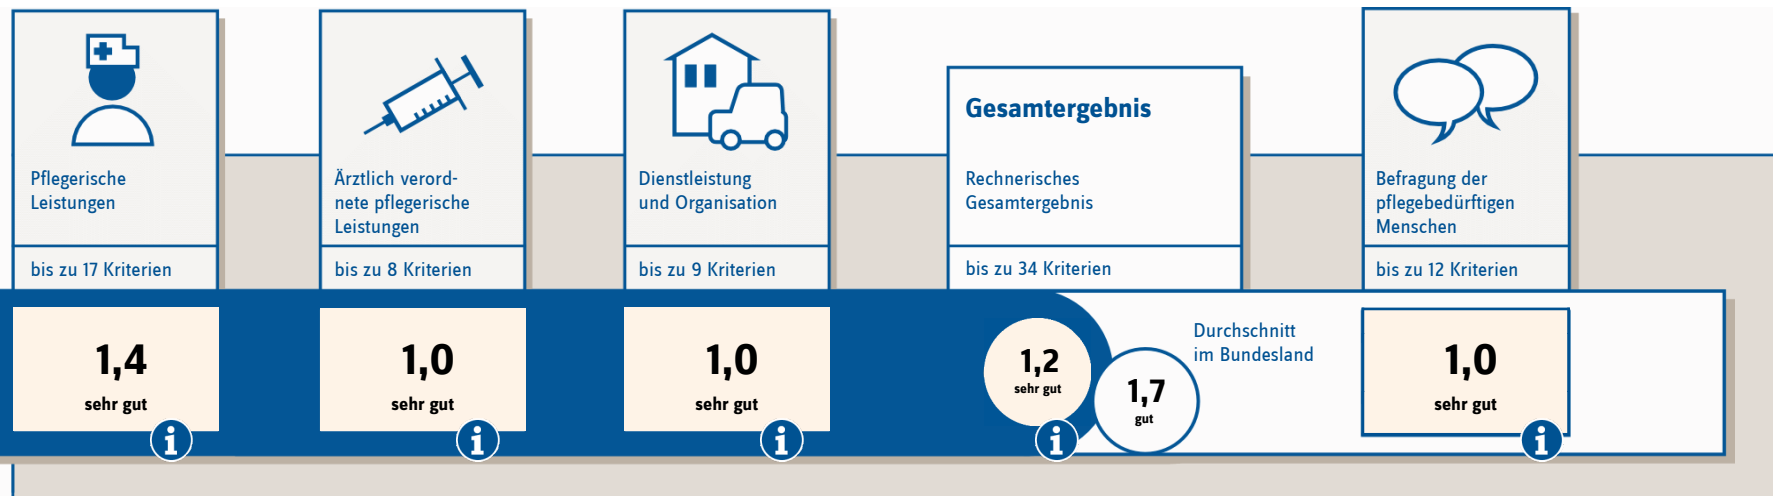 Pflegerische
Leistungen
bis zu 17 Kriterien
1,4
sehr gut
i
Ärztlich verord-
nete pflegerische
Leistungen
bis zu 8 Kriterien
1,0
sehr gut
i
Dienstleistung
und Organisation
bis zu 9 Kriterien
1,0
sehr gut
i
Gesamtergebnis
Rechnerisches
Gesamtergebnis
bis zu 34 Kriterien
1,2
sehr gut
i
1,7
gut
Durchschnitt
im Bundesland
Befragung der
pflegebedürftigen
Menschen
bis zu 12 Kriterien
1,0
sehr gut
i